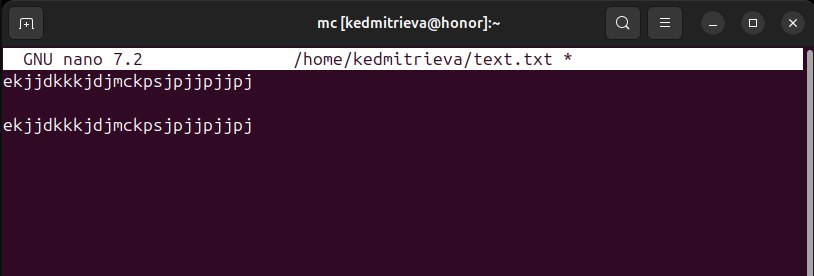 mc [kedmitrieva@honor]:~
GNU nano 7.2 /home/kedmitrieva/text.txt *
ekjjdkkkjdjmckpsjpjjpjjpj
ekjjdkkkjdjmckpsjpjjpjjpj